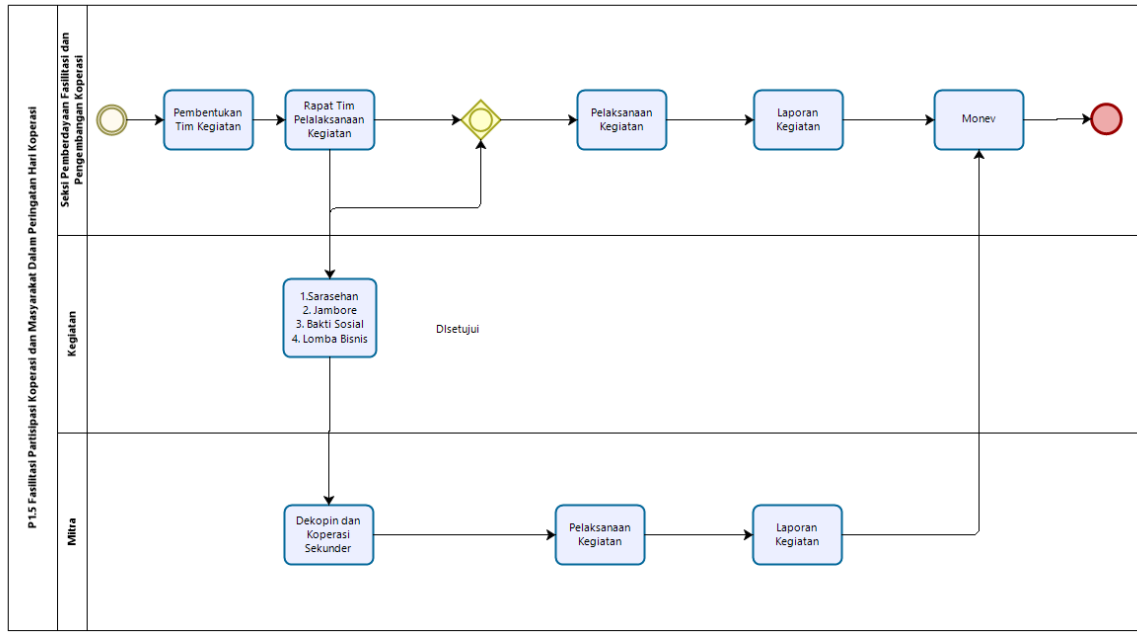 P1.5 Fasilitasi Partisipasi Koperasi dan Masyarakat Dalam Peringatan Hari Koperasi
Seksi Pemberdayaan Fasilitasi dan
Pengembangan Koperasi
Pembentukan
Tim Kegiatan
Rapat Tim
Pelalaksanaan
Kegiatan
Pelaksanaan
Kegiatan
Laporan
Kegiatan
Monev
Kegiatan
1.Sarasehan
2. Jambore
3. Bakti Sosial
4. Lomba Bisnis
DIsetujui
Mitra
Dekopin dan
Koperasi
Sekunder
Pelaksanaan
Kegiatan
Laporan
Kegiatan